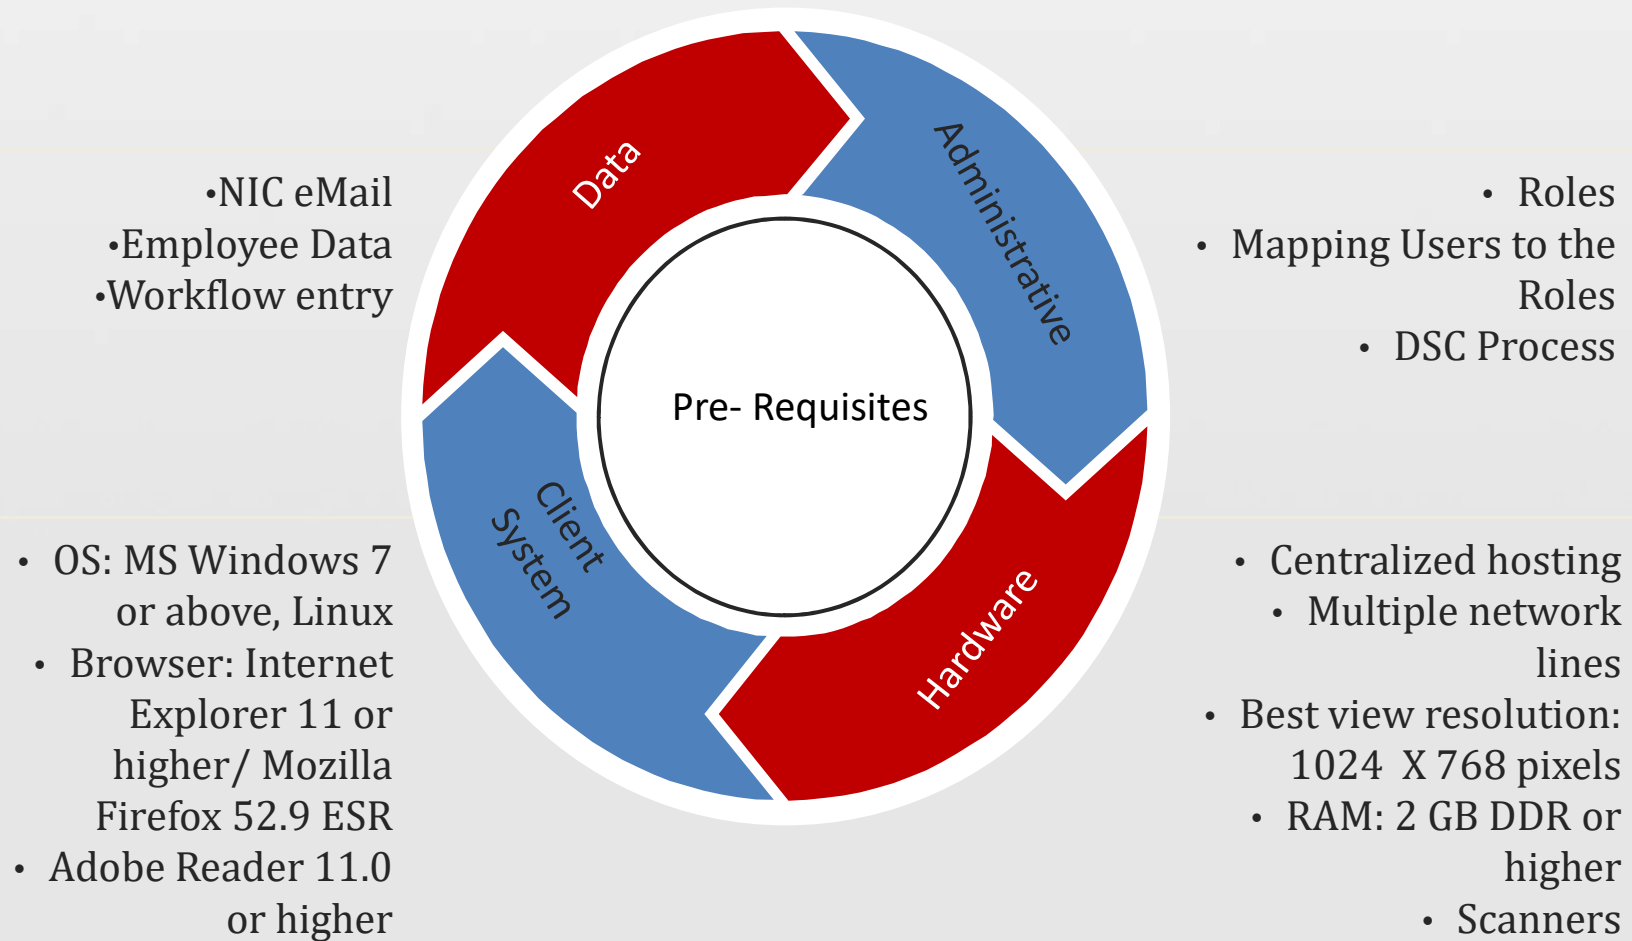 Data
Administrative
•NIC eMail
•Employee Data
•Workflow entry
• Roles
• Mapping Users to the
Roles
• DSC Process
Pre- Requisites
Client
System
Hardware
• OS: MS Windows 7
or above, Linux
• Browser: Internet
Explorer 11 or
higher/ Mozilla
Firefox 52.9 ESR
• Adobe Reader 11.0
or higher
• Centralized hosting
• Multiple network
lines
• Best view resolution:
1024 X 768 pixels
• RAM: 2 GB DDR or
higher
• Scanners